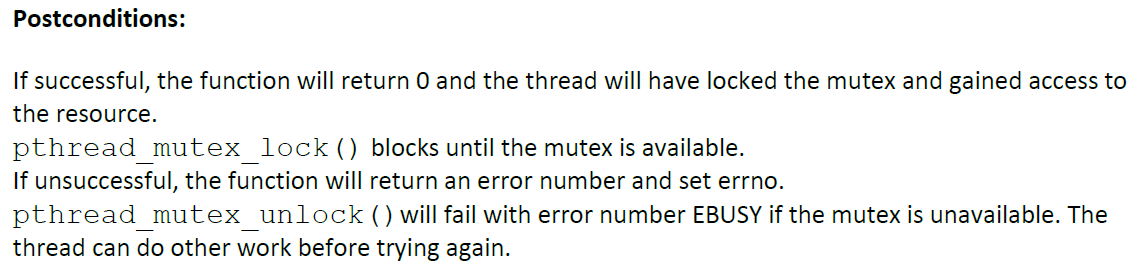 Postconditions:
If successful, the function will return 0 and the thread will have locked the mutex and gained access to
the resource.
pthread_mutex_lock() blocks until the mutex is available.
If unsuccessful, the function will return an error number and set errno.
pthread_mutex_unlock() will fail with error number EBUSY if the mutex is unavailable. The
thread can do other work before trying again.